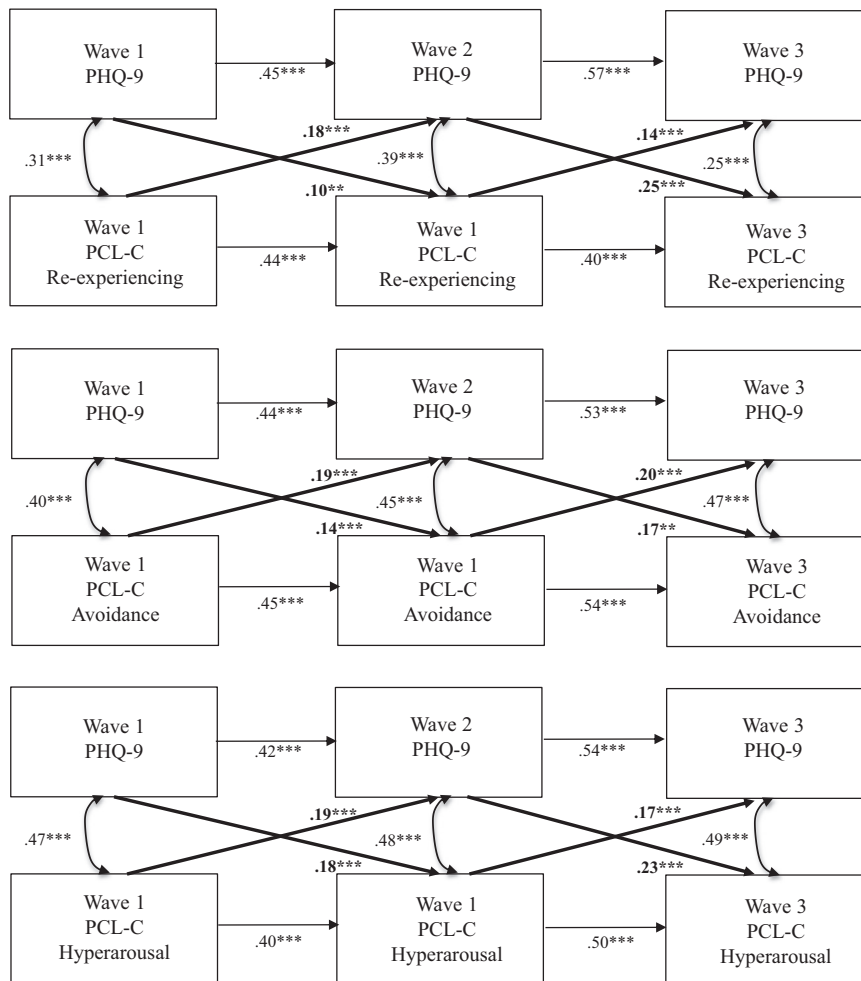 Wave 1
PHQ-9
.45***
Wave 2
PHQ-9
.57***
Wave 3
PHQ-9
.31***
.18***
.10**
.39***
.14***
.25***
.25***
Wave 1
PCL-C
Re-experiencing
.44***
Wave 1
PCL-C
Re-experiencing
.40***
Wave 3
PCL-C
Re-experiencing
Wave 1
PHQ-9
.44***
Wave 2
PHQ-9
.53***
Wave 3
PHQ-9
.40***
.19***
.14***
.45***
.20***
.17**
.47***
Wave 1
PCL-C
Avoidance
.45***
Wave 1
PCL-C
Avoidance
.54***
Wave 3
PCL-C
Avoidance
Wave 1
PHQ-9
.42***
Wave 2
PHQ-9
.54***
Wave 3
PHQ-9
.47***
.19***
.18***
.48***
.17***
.23***
.49***
Wave 1
PCL-C
Hyperarousal
.40***
Wave 1
PCL-C
Hyperarousal
.50***
Wave 3
PCL-C
Hyperarousal